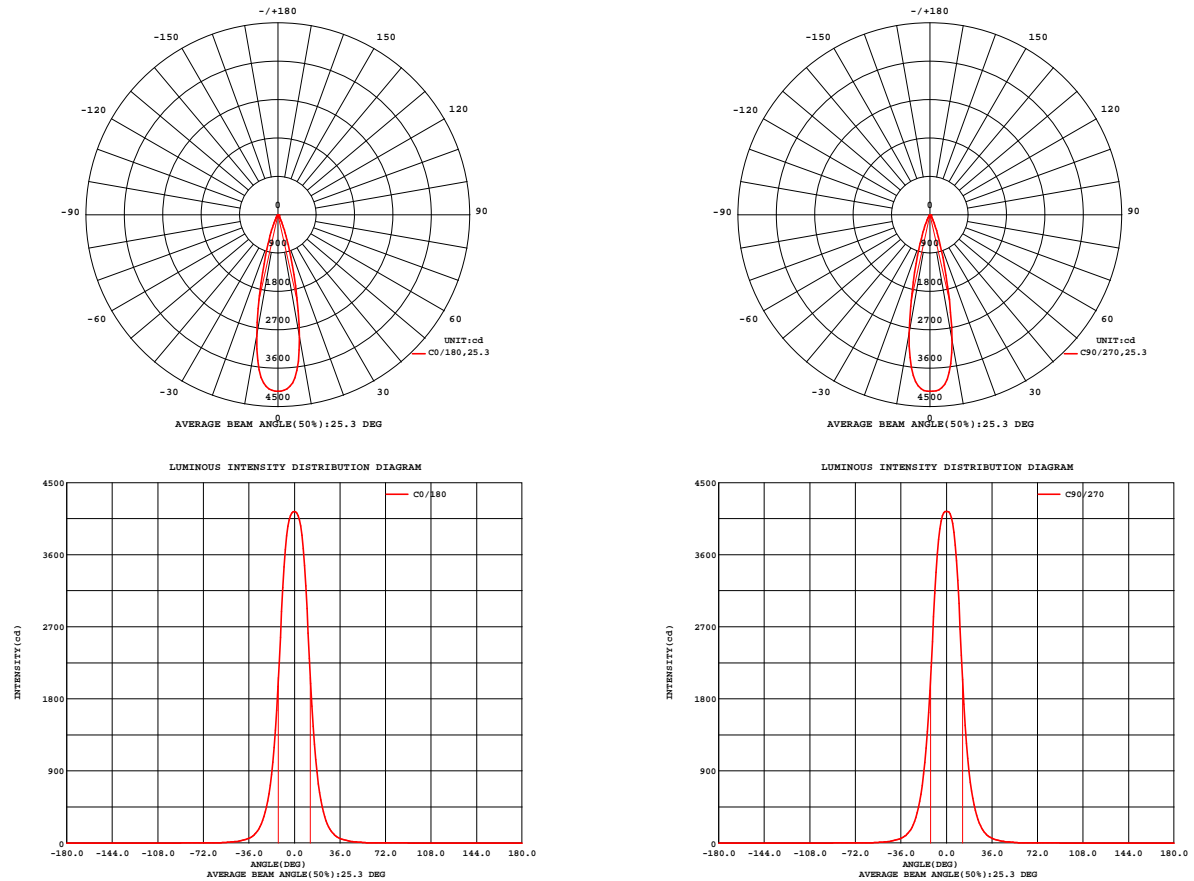 -/+180
-150
150
-120
120
-90
90
0
900
1800
-60
60
2700
UNIT:cd
C0/180,25.3
3600
-30
30
4500
0
AVERAGE BEAM ANGLE(50%):25.3 DEG
-/+180
-150
150
-120
120
-90
90
0
900
1800
-60
60
2700
UNIT:cd
C90/270,25.3
3600
-30
30
4500
0
AVERAGE BEAM ANGLE(50%):25.3 DEG
LUMINOUS INTENSITY DISTRIBUTION DIAGRAM
4500
C0/180
3600
2700
INTENSITY(cd)
1800
900
0
-180.0 -144.0 -108.0 -72.0 -36.0 0.0 36.0 72.0 108.0 144.0 180.0
ANGLE(DEG)
AVERAGE BEAM ANGLE(50%):25.3 DEG
LUMINOUS INTENSITY DISTRIBUTION DIAGRAM
4500
C90/270
3600
2700
INTENSITY(cd)
1800
900
0
-180.0 -144.0 -108.0 -72.0 -36.0 0.0 36.0 72.0 108.0 144.0 180.0
ANGLE(DEG)
AVERAGE BEAM ANGLE(50%):25.3 DEG